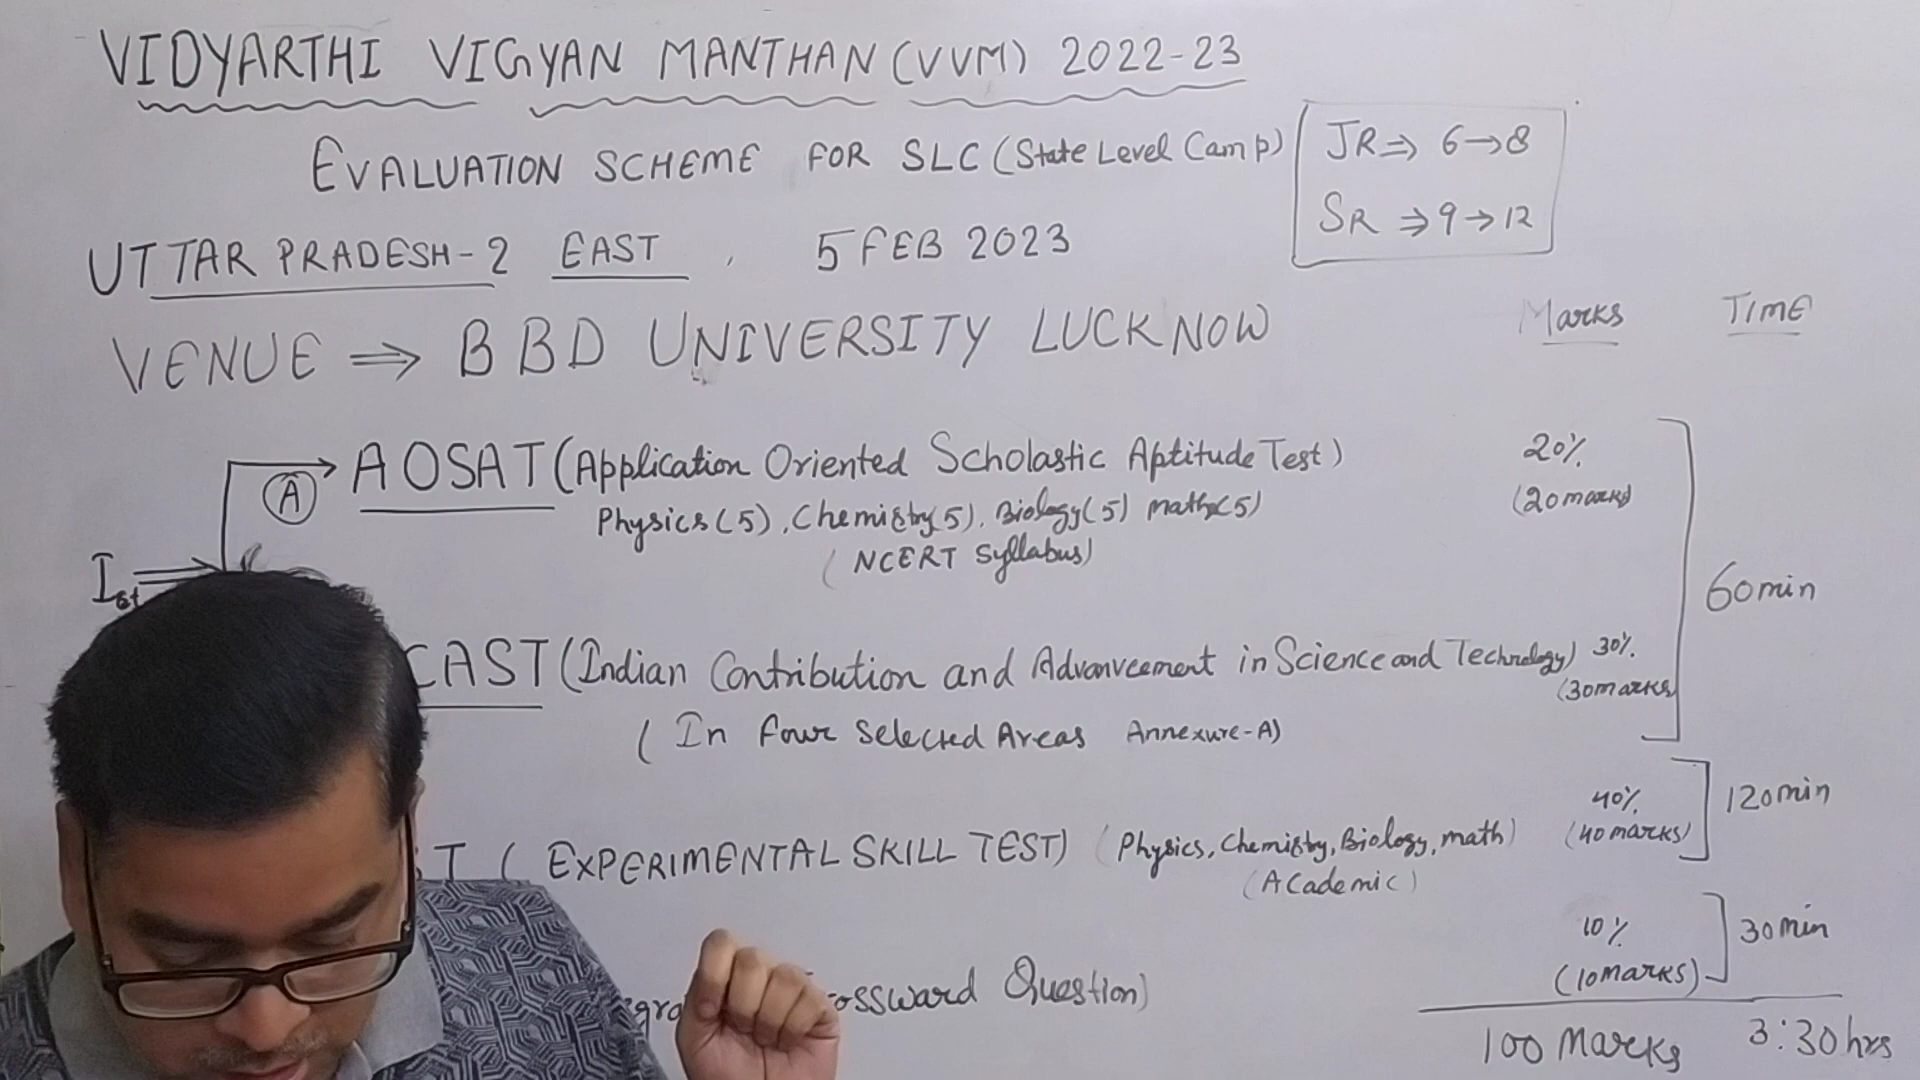 VIDYARTHI VIGYAN MANTHAN (VVM) 2022-23
EVALUATION SCHEME FOR SLC (State Level Camp)
JR ⇒ 6→8
SR ⇒ 9→12
UTTAR PRADESH-2 EAST , 5 FEB 2023
VENUE ⇒ BBD UNIVERSITY LUCKNOW
Marks TIME
A AOSAT (Application Oriented Scholastic Aptitude Test) 20%
Physics (5), Chemistry(5), Biology(5) math(5) (20 marks)
(NCERT Syllabus)
Ist
60 min
CAST (Indian Contribution and Advancement in Science and Technology) 30%
(30 marks)
(In four Selected Areas Annexure-A)
40% 120 min
T (EXPERIMENTAL SKILL TEST) (Physics, Chemistry, Biology, math) (40 marks)
(Academic)
10% 30 min
(10 marks)
ossward Question)
100 Marks 3:30 hrs